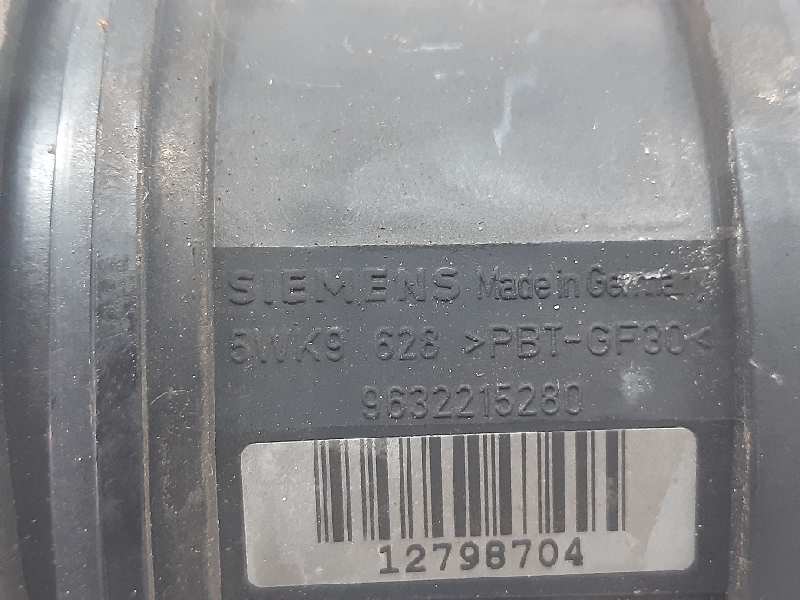 SIEMENS Made in Germany
5WK9 628 >PBT-GF30<
9632215280
12798704